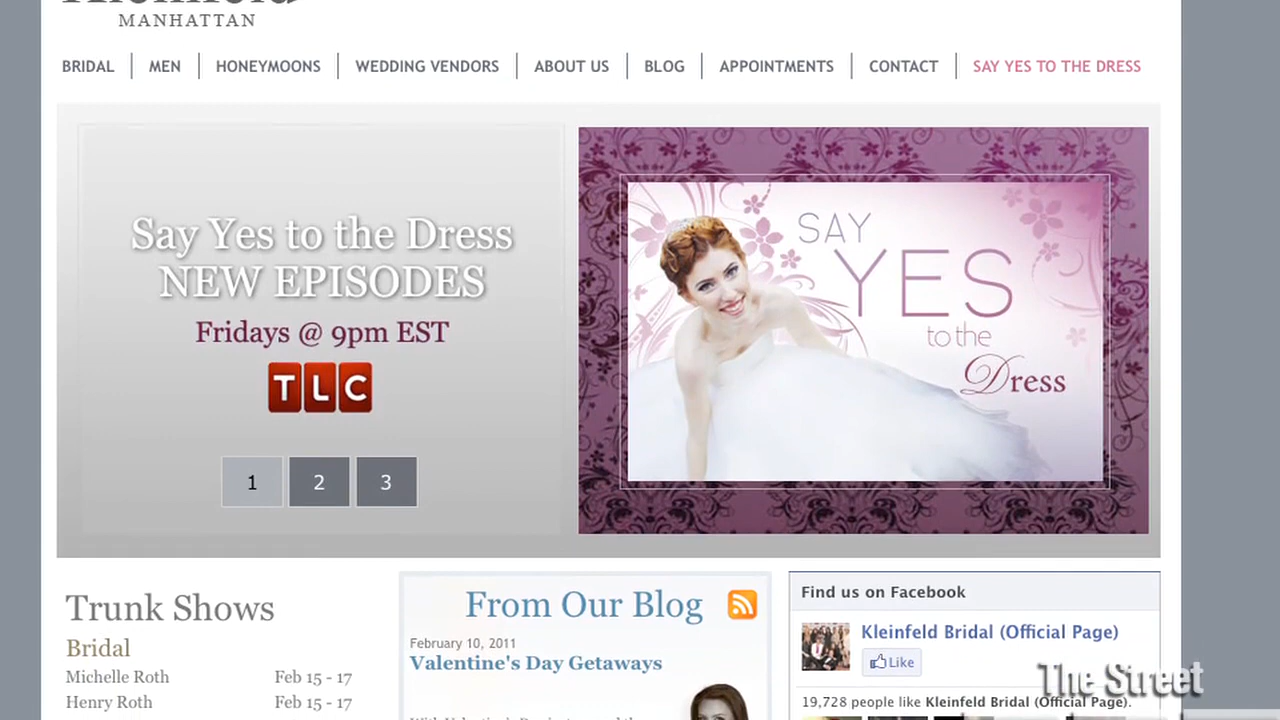 MANHATTAN
BRIDAL
MEN
HONEYMOONS
WEDDING VENDORS
ABOUT US
BLOG
APPOINTMENTS
CONTACT
SAY YES TO THE DRESS
Say Yes to the Dress
NEW EPISODES
Fridays @ 9pm EST
TLC
1 2 3
SAY
YES
to the
Dress
Trunk Shows
Bridal
Michelle Roth Feb 15 - 17
Henry Roth Feb 15 - 17
From Our Blog
February 10, 2011
Valentine's Day Getaways
Find us on Facebook
Kleinfeld Bridal (Official Page)
Like
19,728 people like Kleinfeld Bridal (Official Page).
The Street